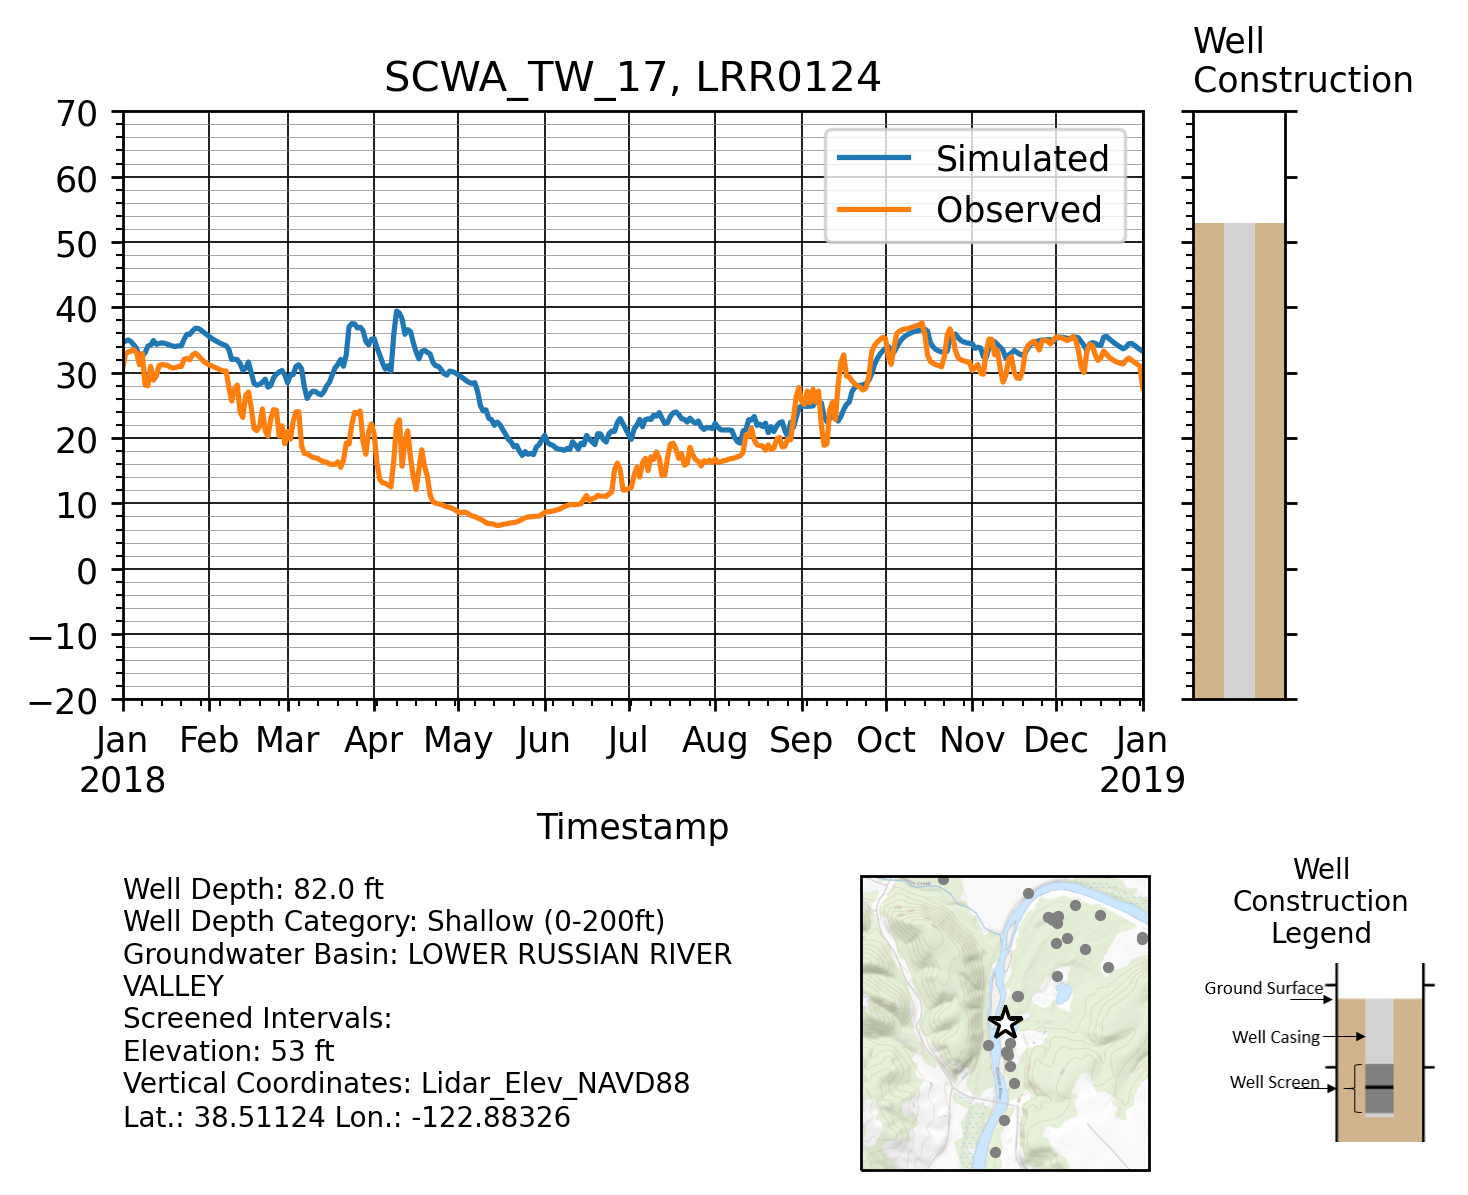 Well
Construction
SCWA_TW_17, LRR0124
70
60
50
40
30
20
10
0
−10
−20
Simulated
Observed
Jan
2018
Feb
Mar
Apr
May
Jun
Jul
Aug
Sep
Oct
Nov
Dec
Jan
2019
Timestamp
Well Depth: 82.0 ft
Well Depth Category: Shallow (0-200ft)
Groundwater Basin: LOWER RUSSIAN RIVER
VALLEY
Screened Intervals:
Elevation: 53 ft
Vertical Coordinates: Lidar_Elev_NAVD88
Lat.: 38.51124 Lon.: -122.88326
Well
Construction
Legend
Ground Surface
Well Casing
Well Screen